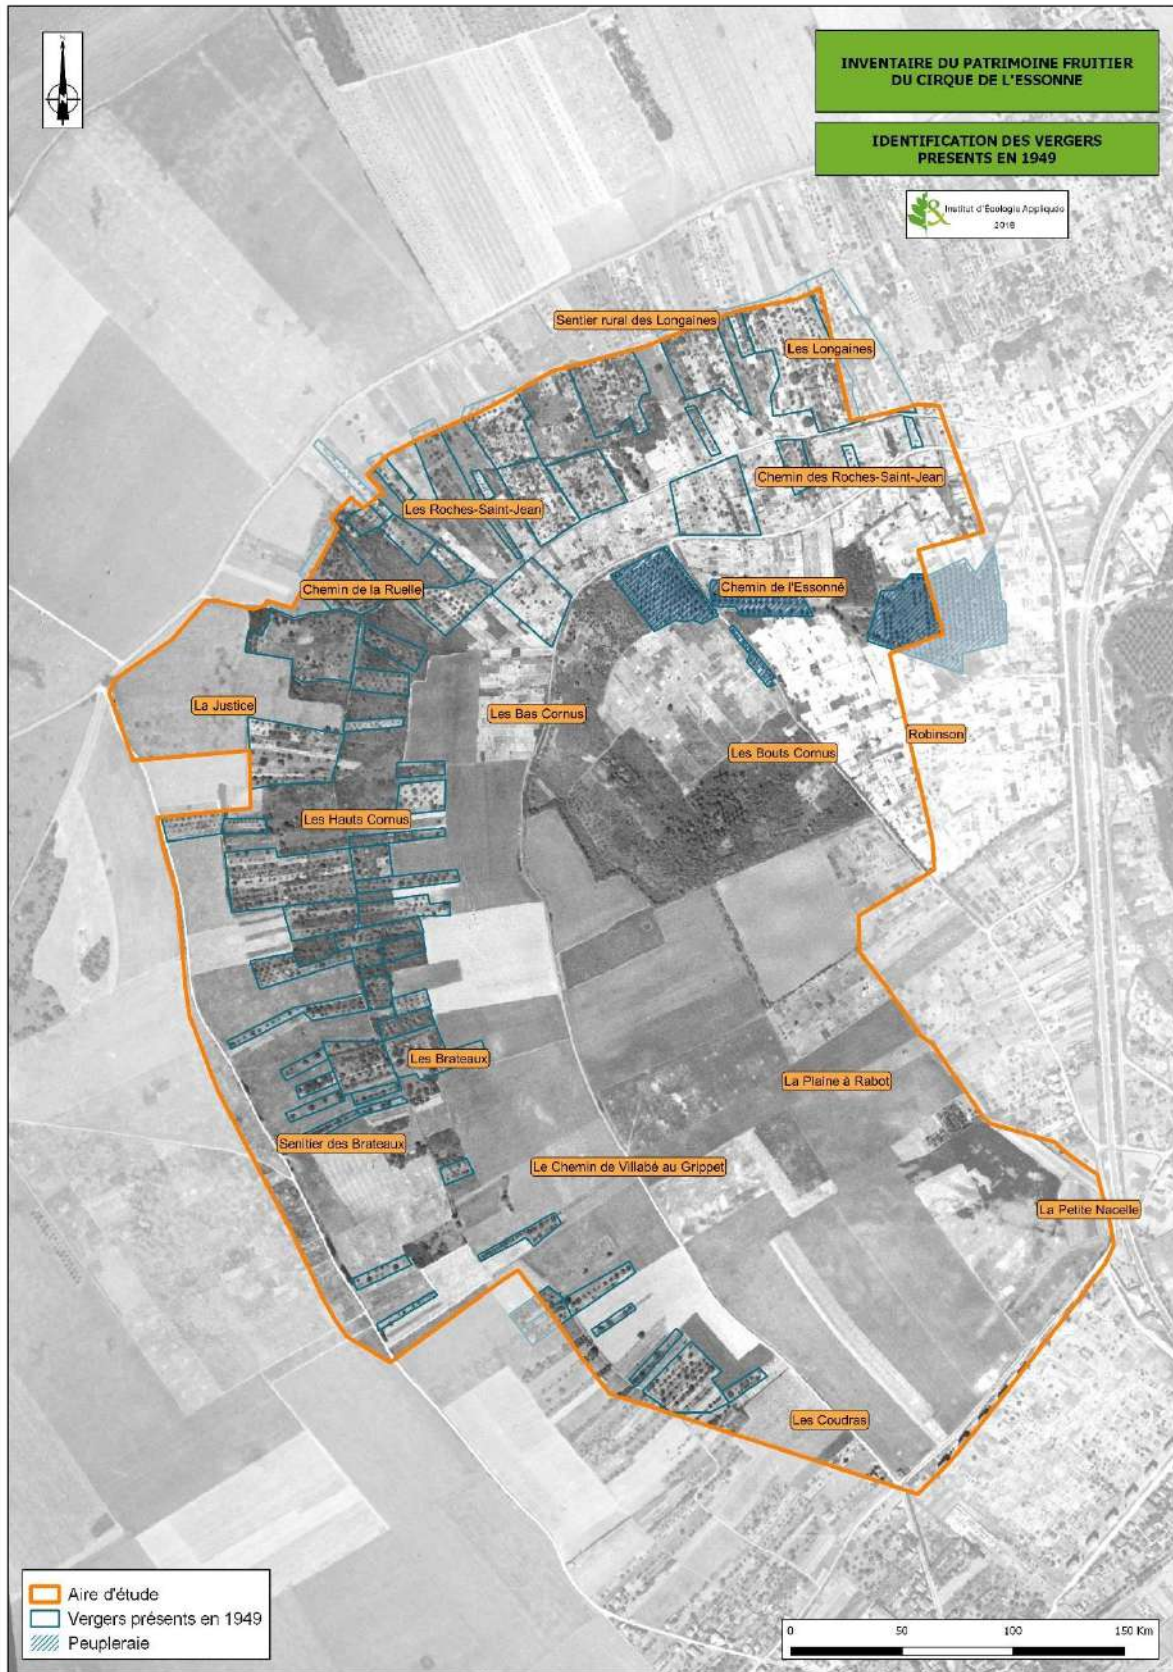 N
INVENTAIRE DU PATRIMOINE FRUITIER
DU CIRQUE DE L'ESSONNE
IDENTIFICATION DES VERGERS
PRESENTS EN 1949
Institut d'Écologie Appliquée
2018
Sentier rural des Longaines
Les Longaines
Chemin des Roches-Saint-Jean
Les Roches-Saint-Jean
Chemin de la Ruelle
Chemin de l'Essonné
La Justice
Les Bas Cornus
Robinson
Les Bouts Cornus
Les Hauts Cornus
Les Brateaux
La Plaine à Rabot
Senitier des Brateaux
Le Chemin de Villabé au Grippet
La Petite Nacelle
Les Coudras
Aire d'étude
Vergers présents en 1949
Peupleraie
0 50 100 150 Km